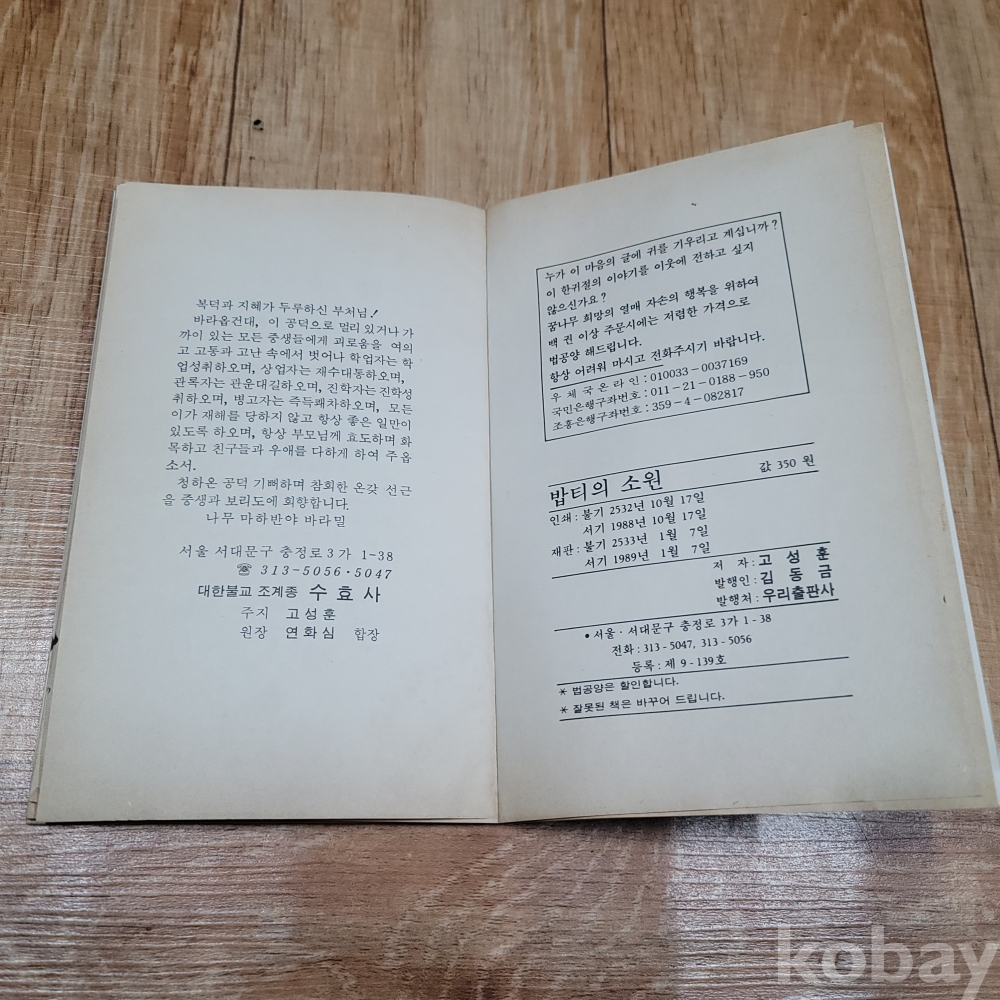 복덕과 지혜가 두루하신 부처님!
바라옵건대, 이 공덕으로 멀리 있거나 가
까이 있는 모든 중생들에게 괴로움을 여의
고 고통과 고난 속에서 벗어나 학업자는 학
업성취하오며, 상업자는 재수대통하오며,
관록자는 관운대길하오며, 진학자는 진학성
취하오며, 병고자는 즉득쾌차하오며, 모든
이가 재해를 당하지 않고 항상 좋은 일만이
있도록 하오며, 항상 부모님께 효도하며 화
목하고 친구들과 우애를 다하게 하여 주옵
소서.
청하온 공덕 기뻐하며 참회한 온갖 선근
을 중생과 보리도에 회향합니다.
나무 마하반야 바라밀
서울 서대문구 충정로 3가 1-38
☏ 313-5056·5047
대한불교 조계종 수효사
주지 고성훈
원장 연화심 합장
누가 이 마음의 글에 귀를 기우리고 계십니까?
이 한귀절의 이야기를 이웃에 전하고 싶지
않으신가요?
꿈나무 희망의 열매 자손의 행복을 위하여
백 권 이상 주문시에는 저렴한 가격으로
법공양 해드립니다.
항상 어려워 마시고 전화주시기 바랍니다.
우체국온라인: 010033-0037169
국민은행구좌번호: 011-21-0188-950
조흥은행구좌번호: 359-4-082817
밥티의 소원 값 350 원
인쇄: 불기 2532년 10월 17일
서기 1988년 10월 17일
재판: 불기 2533년 1월 7일
서기 1989년 1월 7일
저 자: 고성훈
발행인: 김동금
발행처: 우리출판사
● 서울·서대문구 충정로 3가 1-38
전화: 313-5047, 313-5056
등록: 제 9-139호
* 법공양은 할인합니다.
* 잘못된 책은 바꾸어 드립니다.
kobay